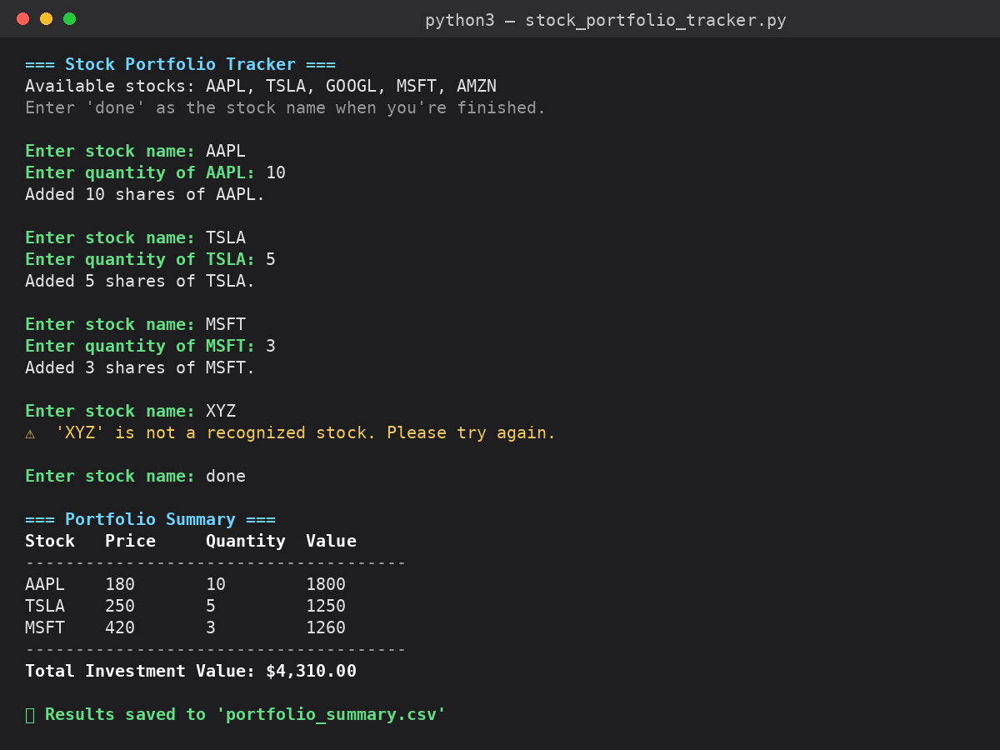 python3 — stock_portfolio_tracker.py
=== Stock Portfolio Tracker ===
Available stocks: AAPL, TSLA, GOOGL, MSFT, AMZN
Enter 'done' as the stock name when you're finished.
Enter stock name: AAPL
Enter quantity of AAPL: 10
Added 10 shares of AAPL.
Enter stock name: TSLA
Enter quantity of TSLA: 5
Added 5 shares of TSLA.
Enter stock name: MSFT
Enter quantity of MSFT: 3
Added 3 shares of MSFT.
Enter stock name: XYZ
⚠  'XYZ' is not a recognized stock. Please try again.
Enter stock name: done
=== Portfolio Summary ===
Stock   Price     Quantity  Value
--------------------------------------
AAPL    180       10        1800
TSLA    250       5         1250
MSFT    420       3         1260
--------------------------------------
Total Investment Value: $4,310.00
Results saved to 'portfolio_summary.csv'